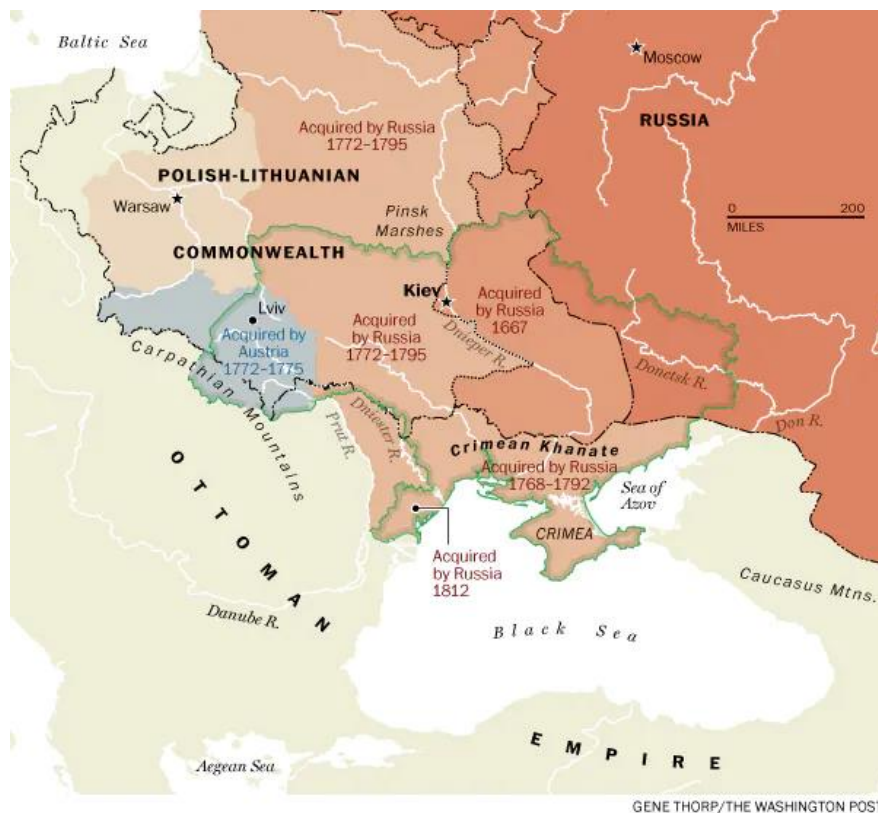 Baltic Sea
Moscow
RUSSIA
Acquired by Russia
1772–1795
POLISH-LITHUANIAN
Warsaw
Pinsk
Marshes
0 200
MILES
COMMONWEALTH
Kiev
Acquired
by Russia
1667
Lviv
Acquired by
Austria
1772–1775
Acquired
by Russia
1772–1795
Dnieper R.
Donetsk R.
Don R.
Carpathian Mountains
Prut R.
Dniester R.
Crimean Khanate
Acquired by Russia
1768–1792
Sea of
Azov
CRIMEA
OTTOMAN
Acquired
by Russia
1812
Caucasus Mtns.
Danube R.
Black Sea
EMPIRE
Aegean Sea
GENE THORP/THE WASHINGTON POST